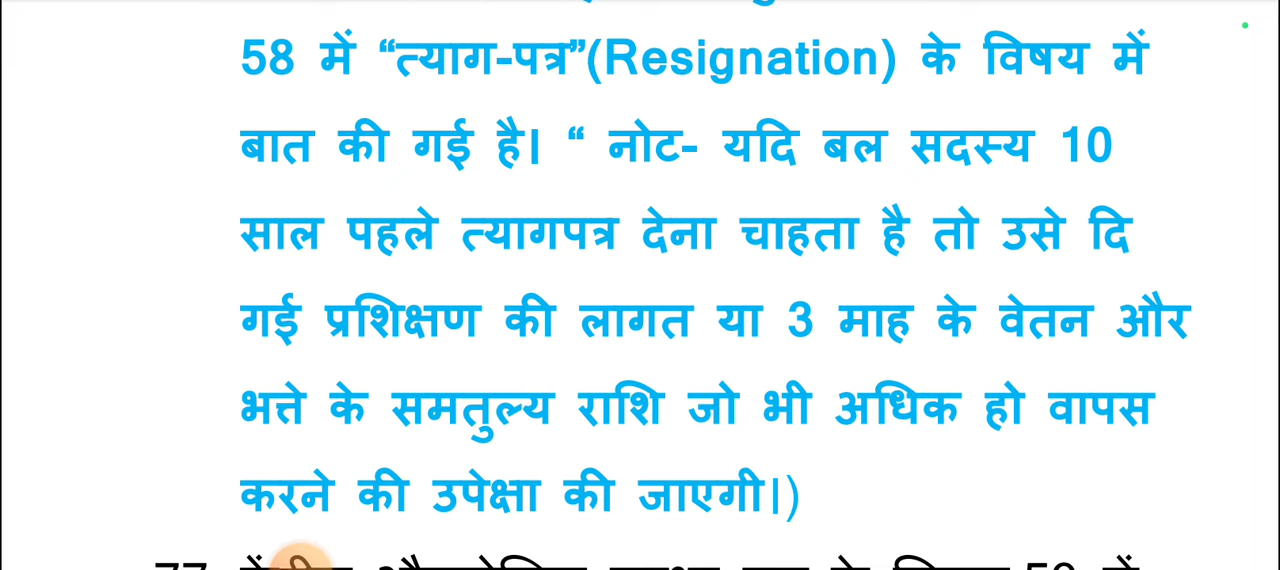 58 में “त्याग-पत्र”(Resignation) के विषय में
बात की गई है। “ नोट- यदि बल सदस्य 10
साल पहले त्यागपत्र देना चाहता है तो उसे दि
गई प्रशिक्षण की लागत या 3 माह के वेतन और
भत्ते के समतुल्य राशि जो भी अधिक हो वापस
करने की उपेक्षा की जाएगी।)